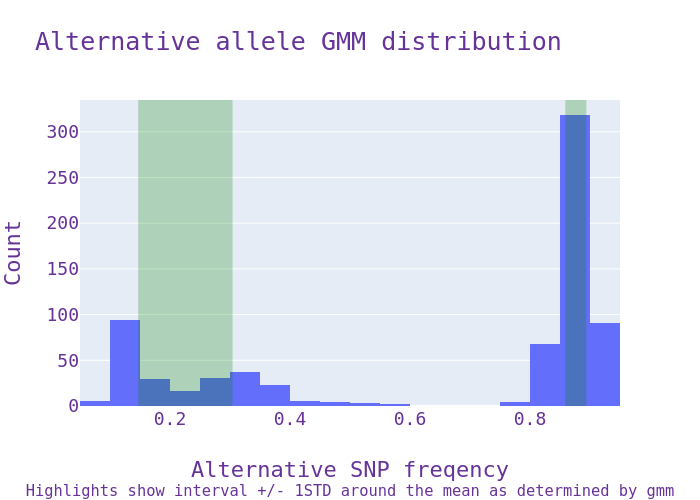 Alternative allele GMM distribution
300
250
200
150
100
50
0
Count
0.2 0.4 0.6 0.8
Alternative SNP freqency
Highlights show interval +/- 1STD around the mean as determined by gmm